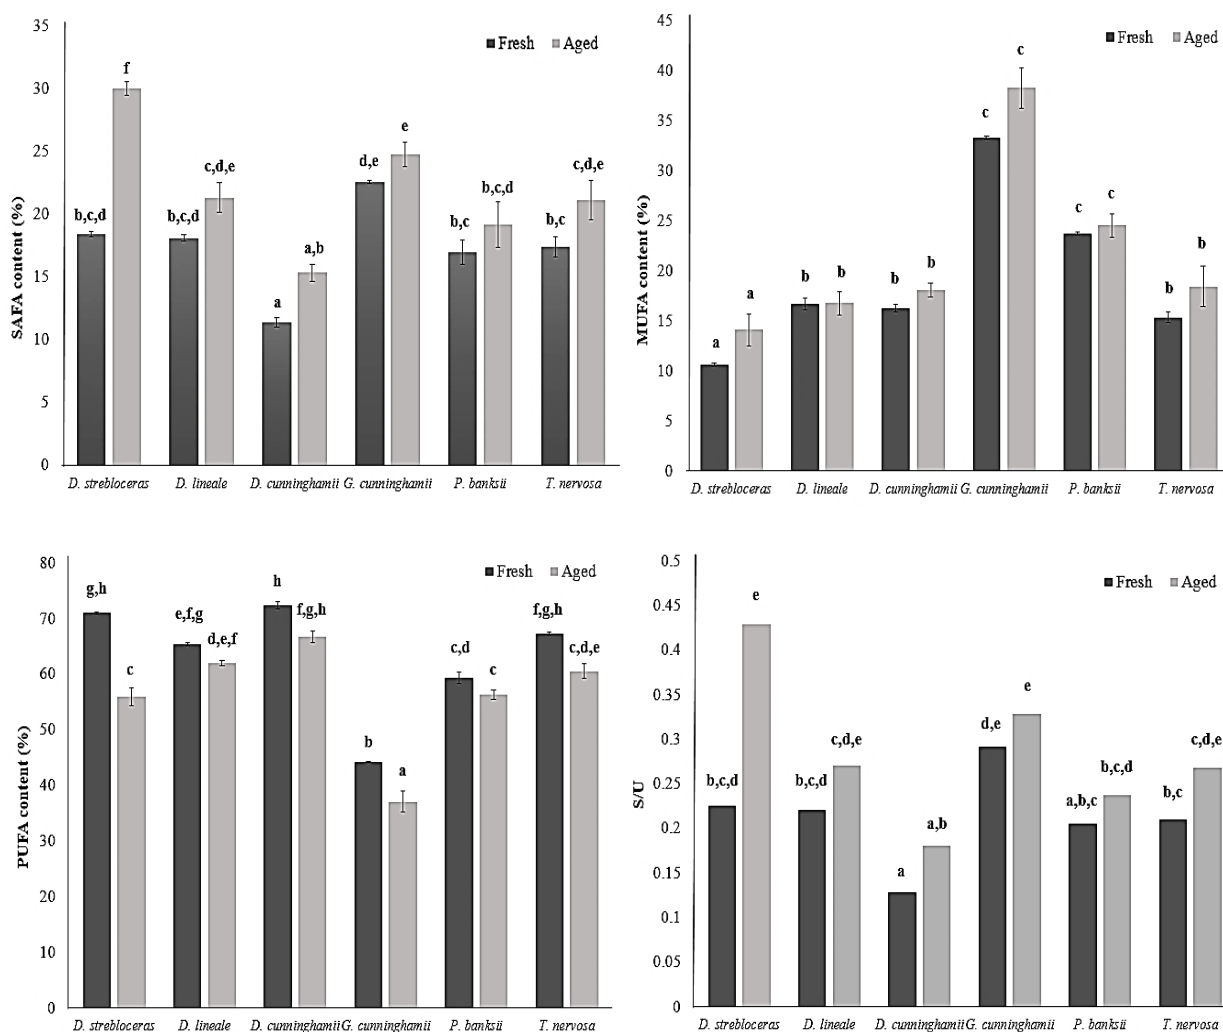 SAFA content (%)
35
30
25
20
15
10
5
0
Fresh Aged
b,c,d
f
b,c,d
c,d,e
a
a,b
d,e
e
b,c
b,c,d
b,c
c,d,e
D. strebloceras D. lineale D. cunninghamii G. cunninghamii P. banksii T. nervosa
MUFA content (%)
45
40
35
30
25
20
15
10
5
0
Fresh Aged
a
a
b
b
b
b
c
c
c
c
b
b
D. strebloceras D. lineale D. cunninghamii G. cunninghamii P. banksii T. nervosa
PUFA content (%)
80
70
60
50
40
30
20
10
0
Fresh Aged
g,h
c
e,f,g
d,e,f
h
f,g,h
b
a
c,d
c
f,g,h
c,d,e
D. strebloceras D. lineale D. cunninghamii G. cunninghamii P. banksii T. nervosa
S/U
0.5
0.45
0.4
0.35
0.3
0.25
0.2
0.15
0.1
0.05
0
Fresh Aged
b,c,d
e
b,c,d
c,d,e
a
a,b
d,e
e
a,b,c
b,c,d
b,c
c,d,e
D. strebloceras D. lineale D. cunninghamii G. cunninghamii P. banksii T. nervosa